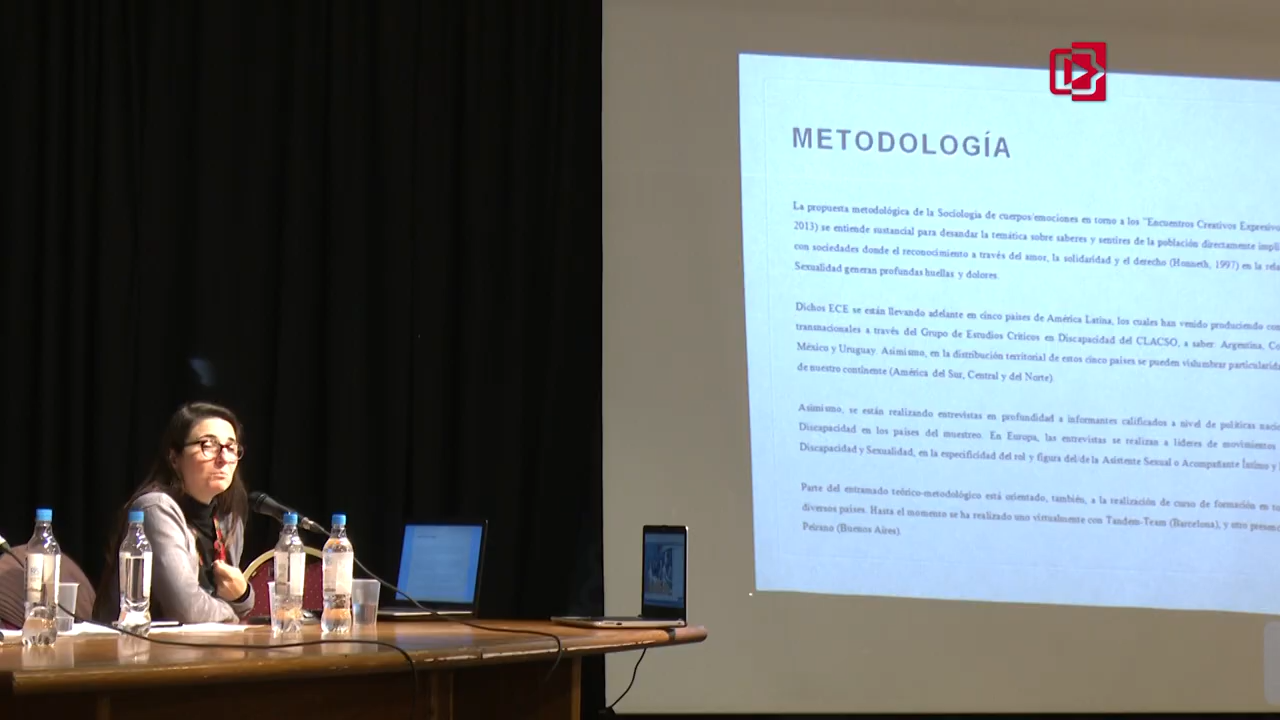 METODOLOGÍA
La propuesta metodológica de la Sociología de cuerpos/emociones en torno a los "Encuentros Creativos Expresivo
2013) se entiende sustancial para desandar la temática sobre saberes y sentires de la población directamente impli
con sociedades donde el reconocimiento a través del amor, la solidaridad y el derecho (Honneth, 1997) en la rela
Sexualidad generan profundas huellas y dolores.
Dichos ECE se están llevando adelante en cinco países de América Latina, los cuales han venido produciendo con
transnacionales a través del Grupo de Estudios Críticos en Discapacidad del CLACSO, a saber: Argentina, Co
México y Uruguay. Asimismo, en la distribución territorial de estos cinco países se pueden vislumbrar particularida
de nuestro continente (América del Sur, Central y del Norte).
Asimismo, se están realizando entrevistas en profundidad a informantes calificados a nivel de políticas nacio
Discapacidad en los países del muestreo. En Europa, las entrevistas se realizan a líderes de movimientos
Discapacidad y Sexualidad, en la especificidad del rol y figura del/de la Asistente Sexual o Acompañante Íntimo y
Parte del entramado teórico-metodológico está orientado, también, a la realización de curso de formación en
diversos países. Hasta el momento se ha realizado uno virtualmente con Tandem-Team (Barcelona), y otro
Peirano (Buenos Aires).